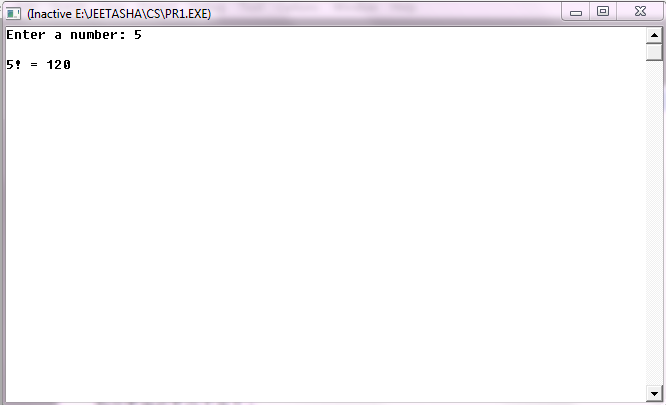 (Inactive E:\JEETASHA\CS\PR1.EXE)
Enter a number: 5
5! = 120